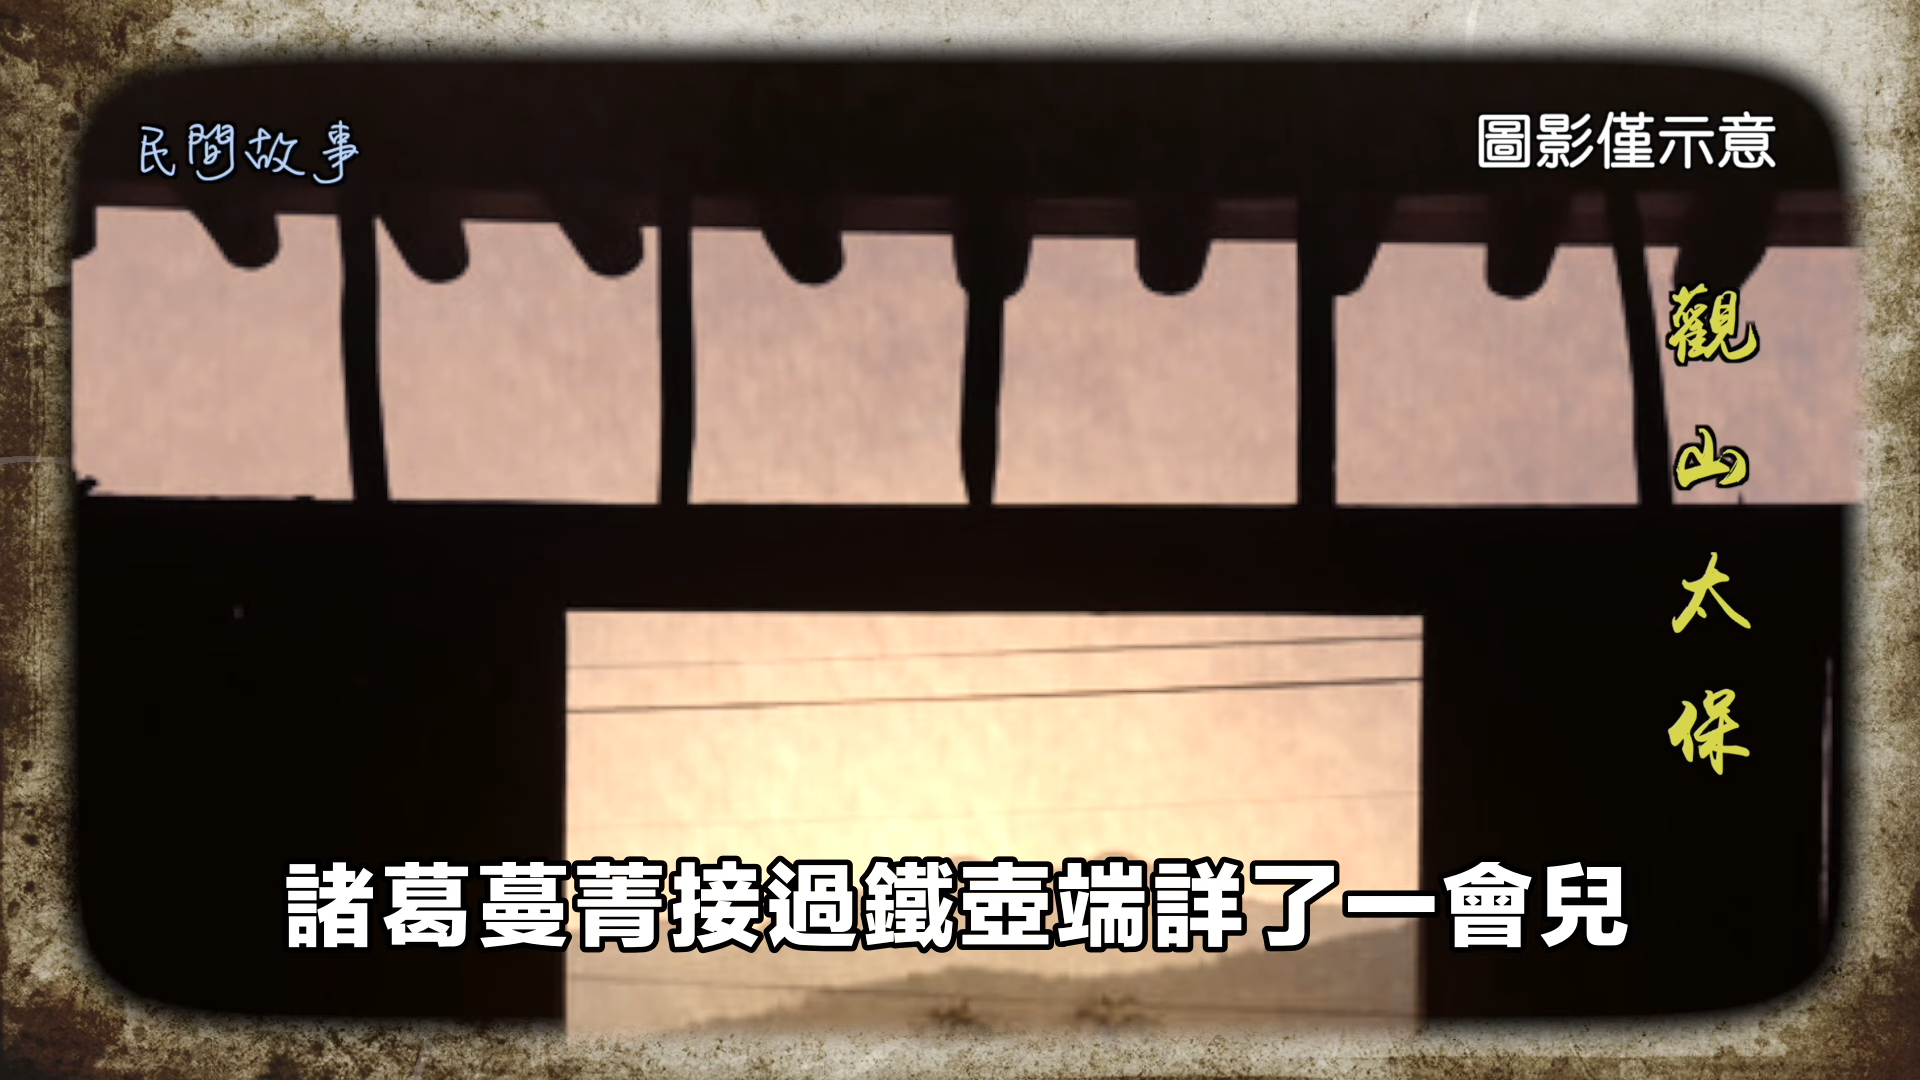 民間故事
圖影僅示意
觀山太保
諸葛蔓菁接過鐵壺端詳了一會兒